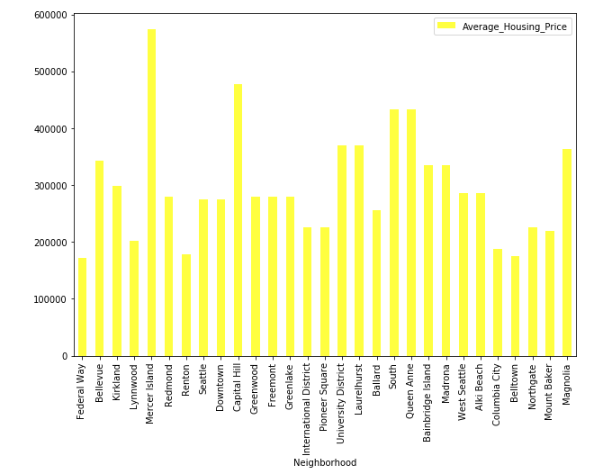 600000
500000
400000
300000
200000
100000
0
Average_Housing_Price
Federal Way
Bellevue
Kirkland
Lynnwood
Mercer Island
Redmond
Renton
Seattle
Downtown
Capital Hill
Greenwood
Freemont
Greenlake
International District
Pioneer Square
University District
Laurelhurst
Ballard
South
Queen Anne
Bainbridge Island
Madrona
West Seattle
Alki Beach
Columbia City
Belltown
Northgate
Mount Baker
Magnolia
Neighborhood